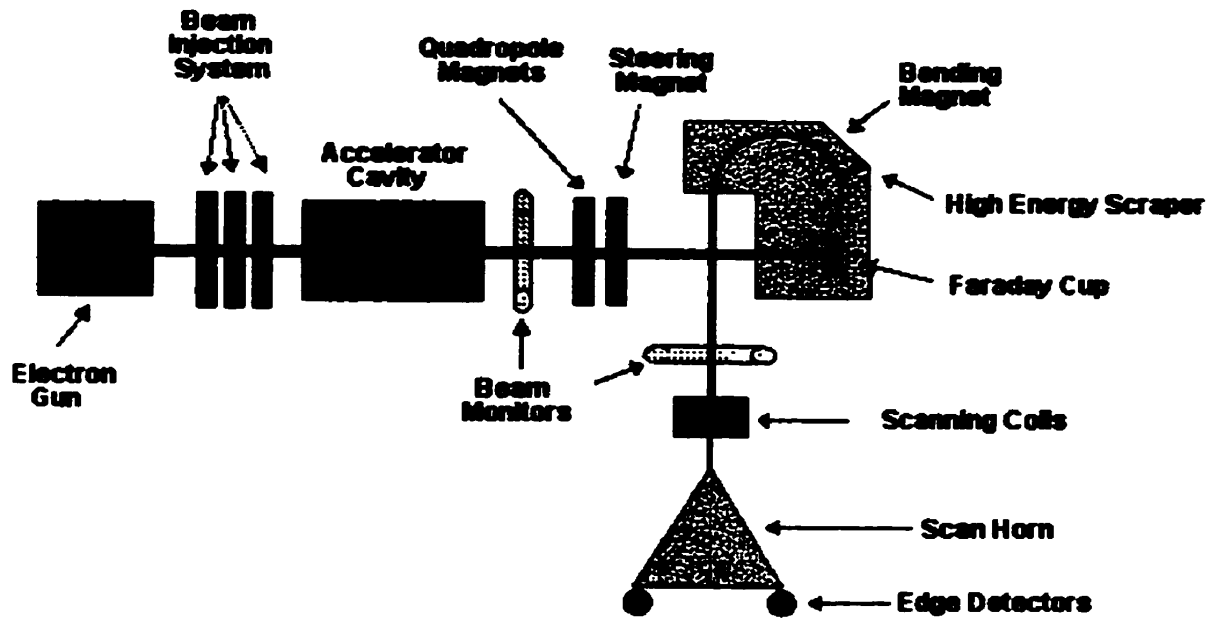 Beam
Injection
System
Quadropole
Magnets
Steering
Magnet
Bending
Magnet
Accelerator
Cavity
High Energy Scraper
Faraday Cup
Electron
Gun
Beam
Monitors
Scanning Coils
Scan Horn
Edge Detectors